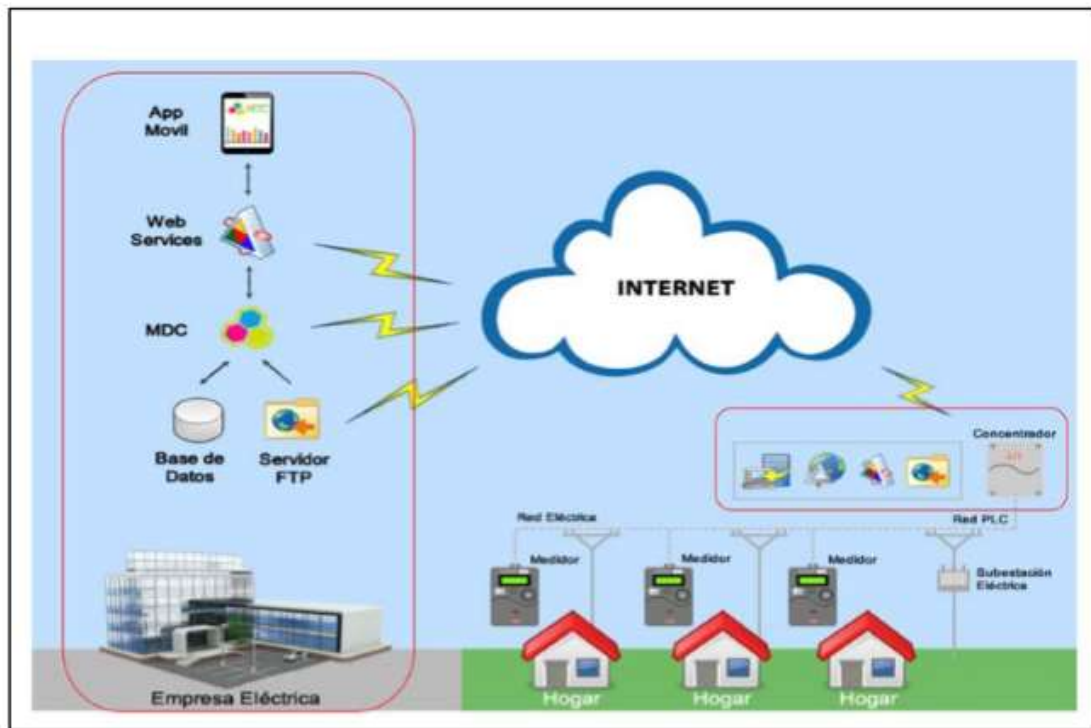 App
Movil
Web
Services
MDC
Base de
Datos
Servidor
FTP
Empresa Eléctrica
INTERNET
Concentrador
Red Eléctrica
Red PLC
Medidor
Medidor
Medidor
Subestación
Eléctrica
Hogar
Hogar
Hogar